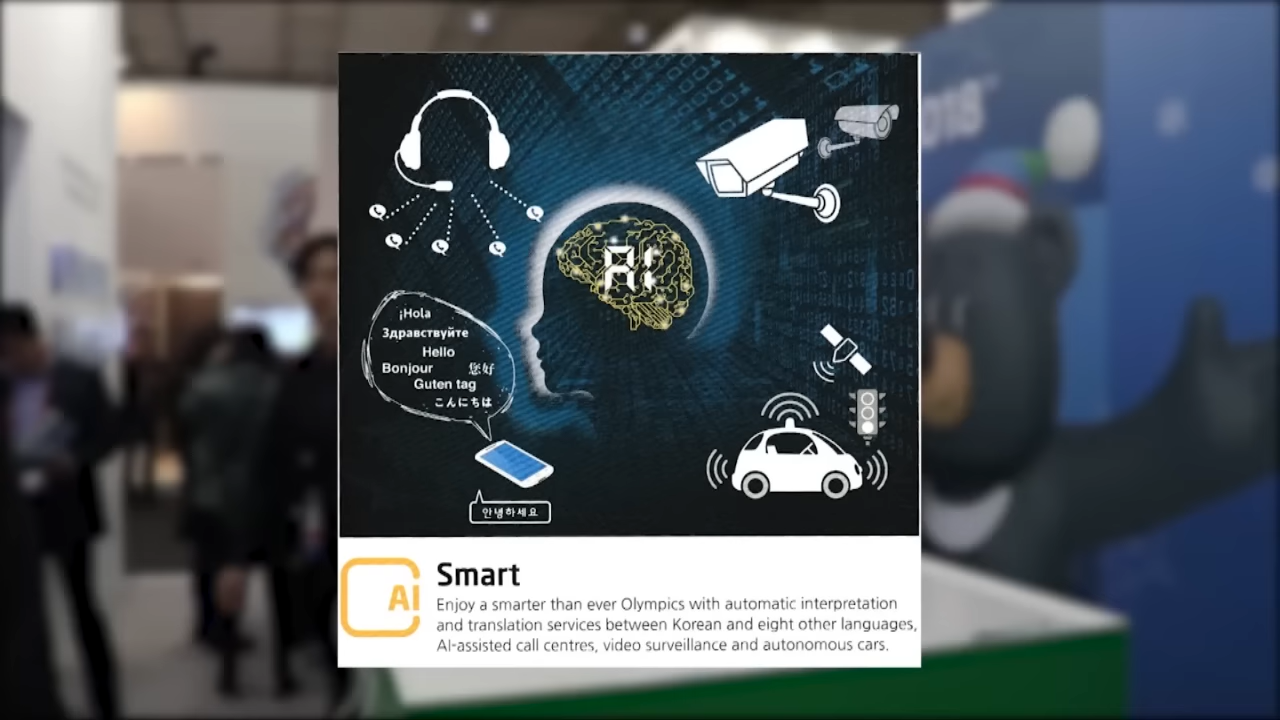 2018
AI
¡Hola
Здравствуйте
Hello
Bonjour 您好
Guten tag
こんにちは
안녕하세요
AI
Smart
Enjoy a smarter than ever Olympics with automatic interpretation
and translation services between Korean and eight other languages,
AI-assisted call centres, video surveillance and autonomous cars.